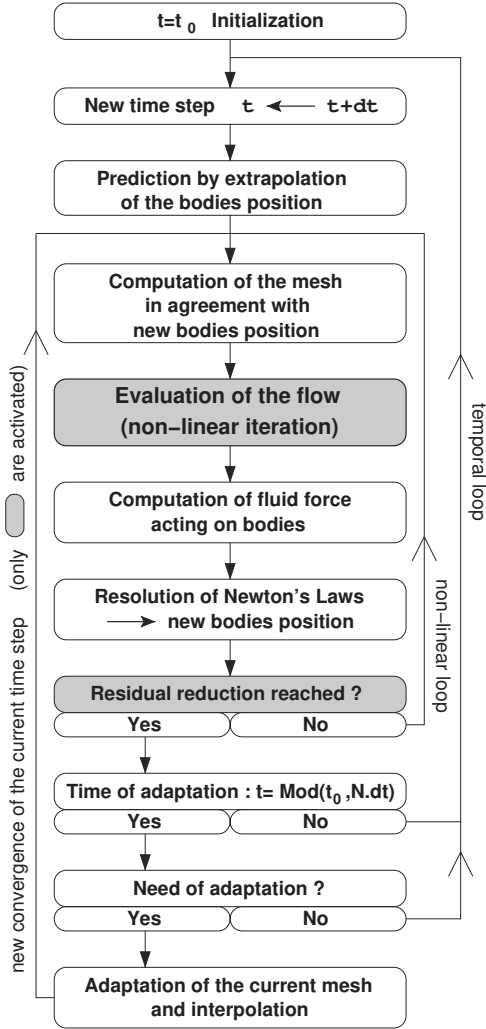 t=t0 Initialization
New time step t ← t+dt
Prediction by extrapolation
of the bodies position
Computation of the mesh
in agreement with
new bodies position
Evaluation of the flow
(non−linear iteration)
Computation of fluid force
acting on bodies
Resolution of Newton's Laws
→ new bodies position
Residual reduction reached ?
Yes No
Time of adaptation : t= Mod(t0 ,N.dt)
Yes No
Need of adaptation ?
Yes No
Adaptation of the current mesh
and interpolation
new convergence of the current time step (only are activated)
non−linear loop
temporal loop